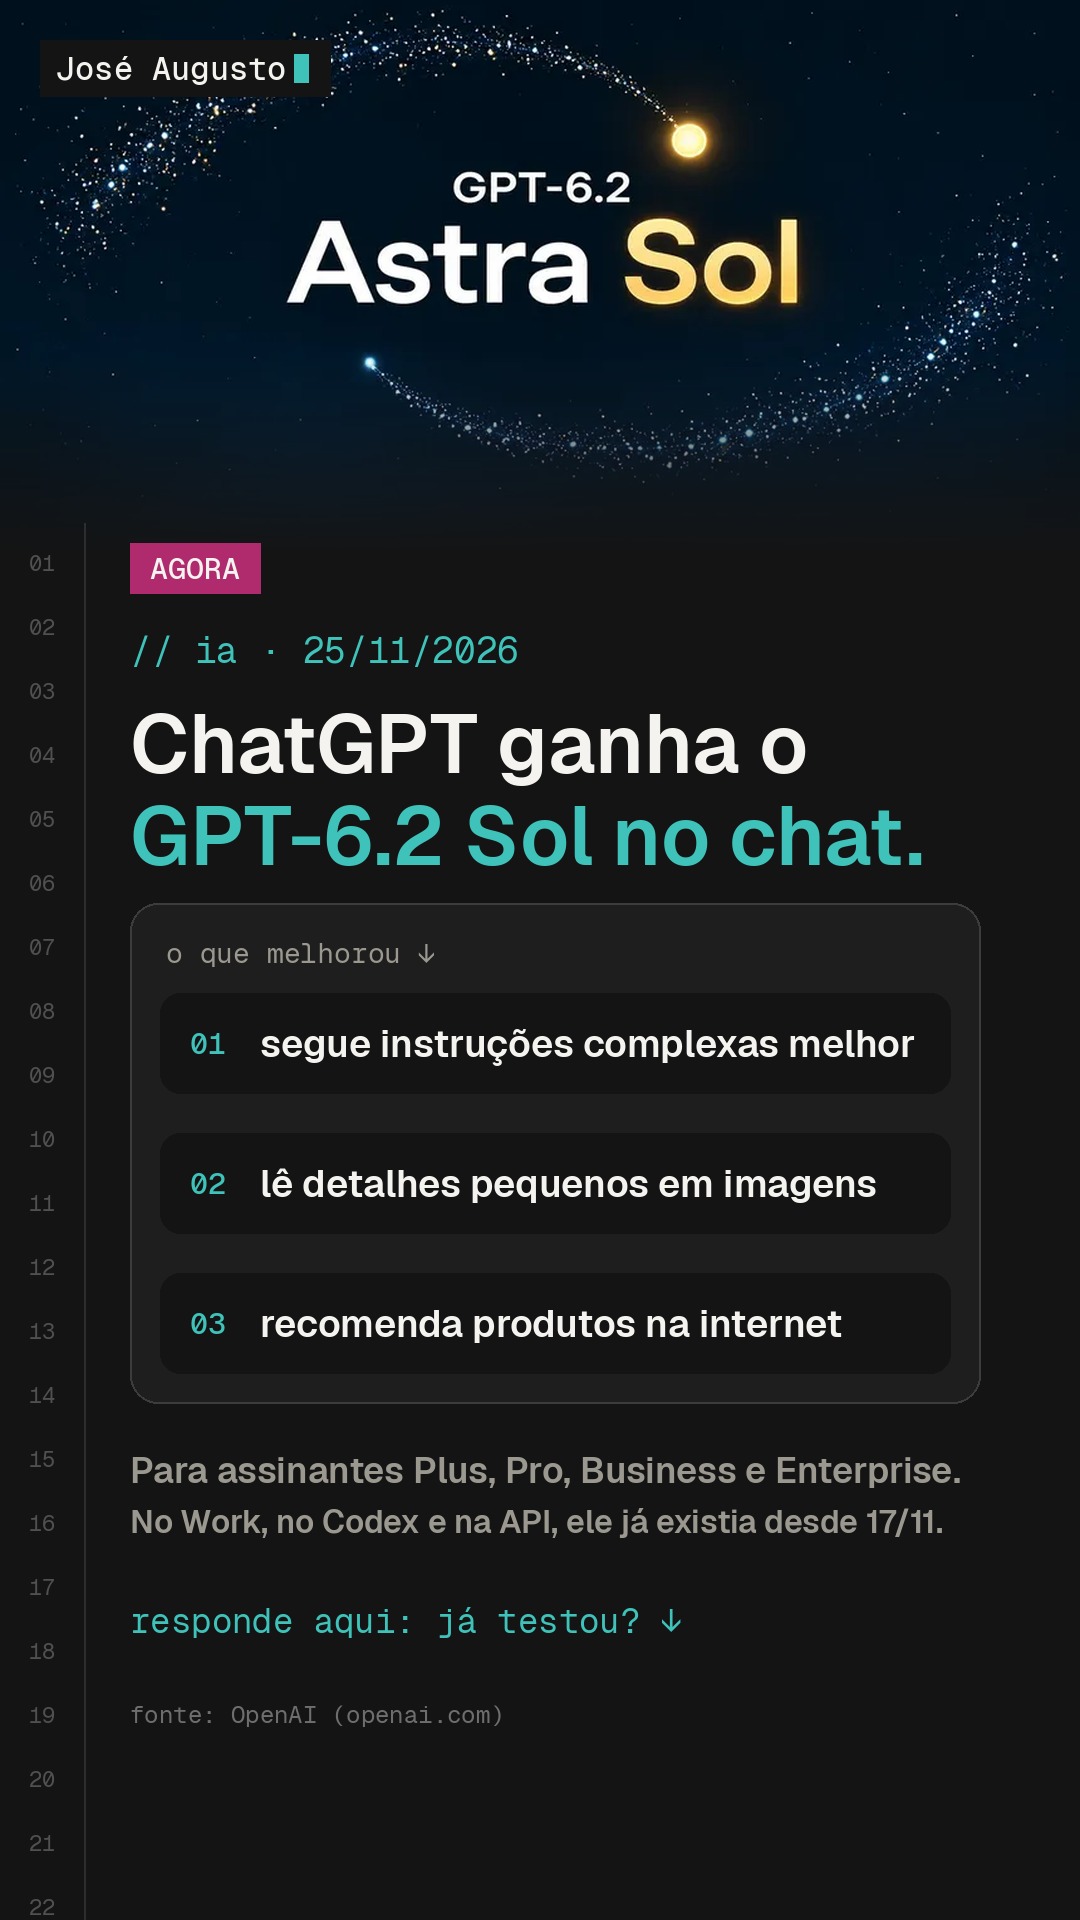 José Augusto
GPT-6.2
Astra Sol
01
AGORA
02
// ia · 25/11/2026
03
04
ChatGPT ganha o
05
GPT-6.2 Sol no chat.
06
07
o que melhorou ↓
08
01 segue instruções complexas melhor
09
10
11
02 lê detalhes pequenos em imagens
12
13
03 recomenda produtos na internet
14
15
Para assinantes Plus, Pro, Business e Enterprise.
16
No Work, no Codex e na API, ele já existia desde 17/11.
17
responde aqui: já testou? ↓
18
19
fonte: OpenAI (openai.com)
20
21
22